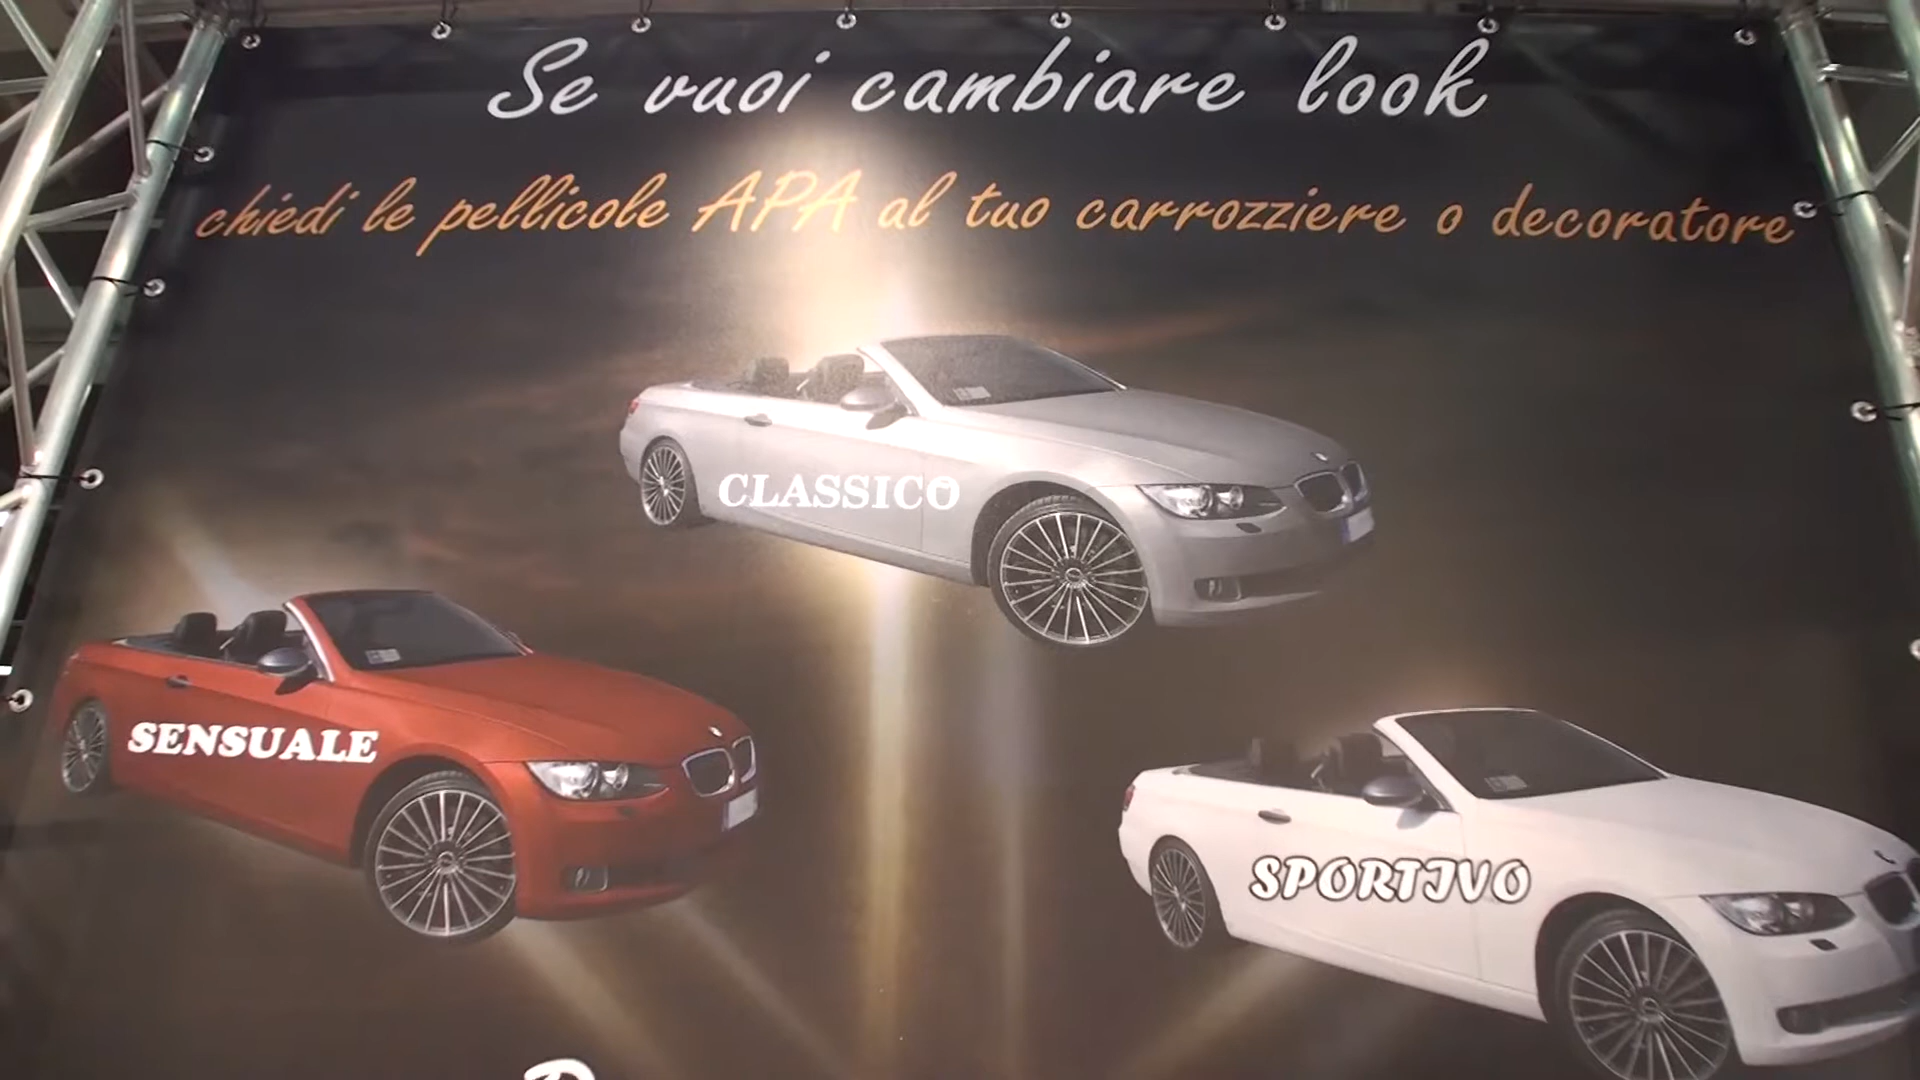 Se vuoi cambiare look
chiedi le pellicole APA al tuo carrozziere o decoratore
CLASSICO
SENSUALE
SPORTIVO